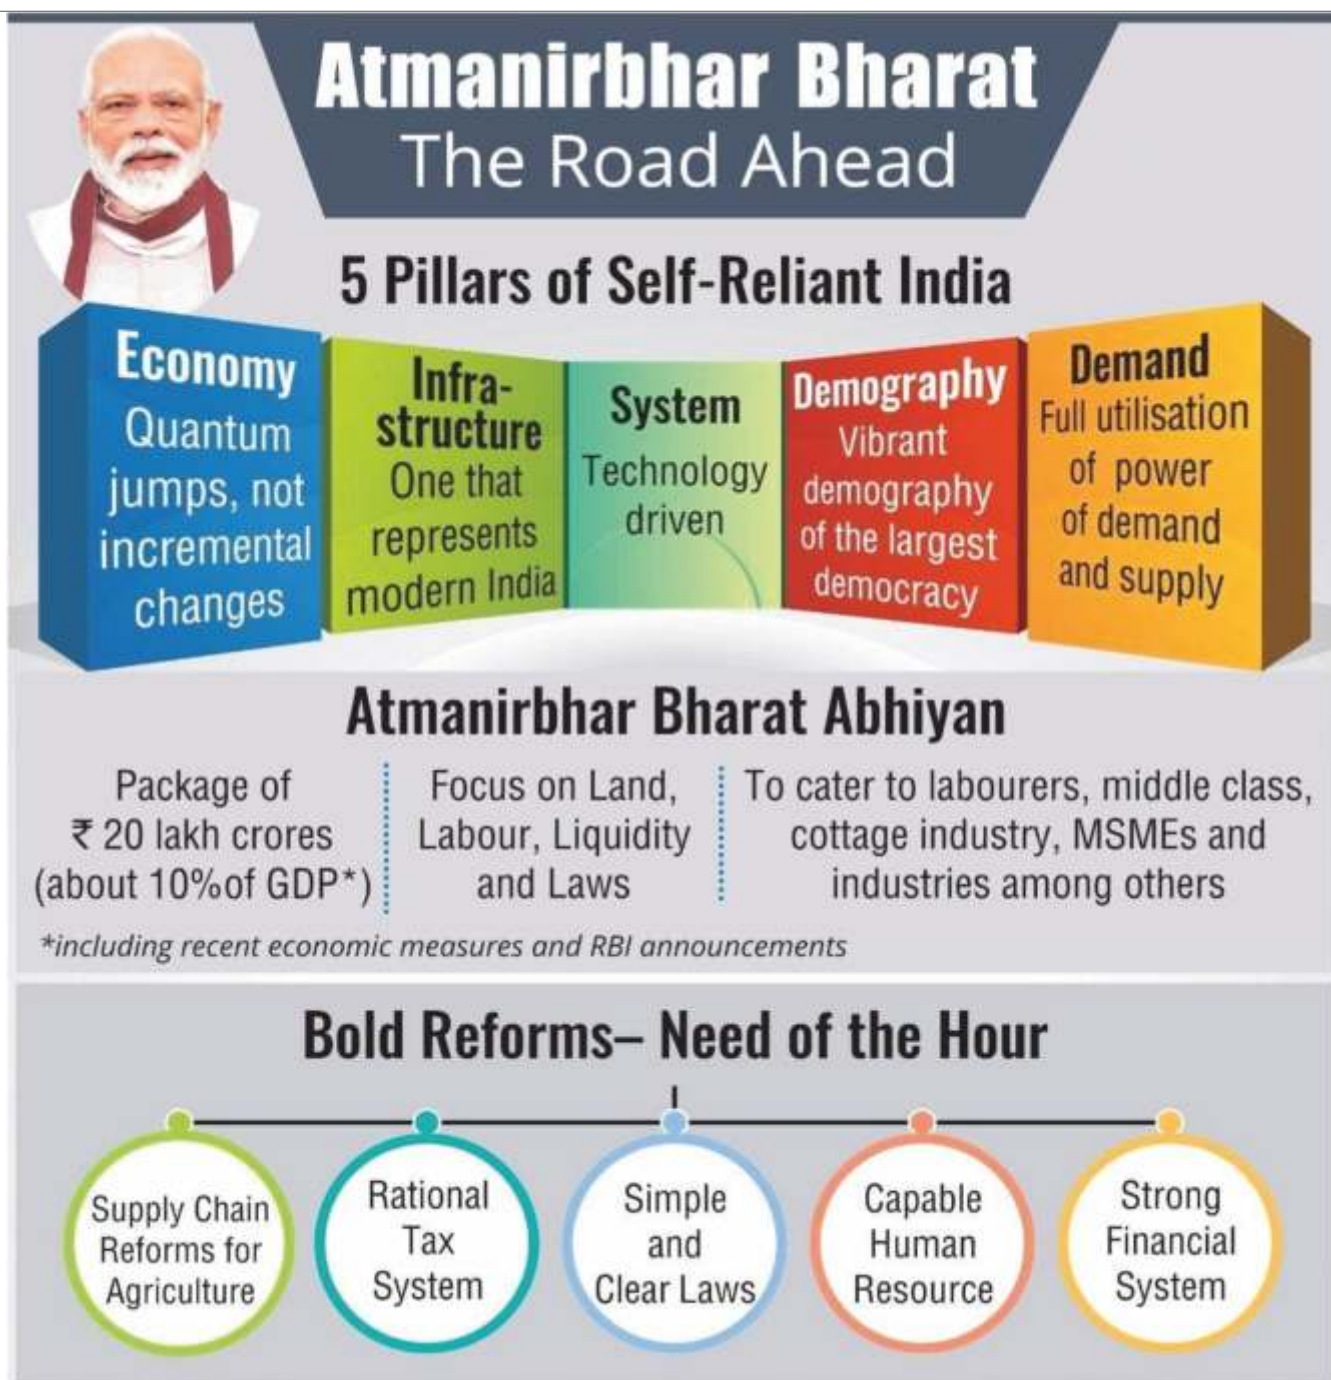 Atmanirbhar Bharat
The Road Ahead
5 Pillars of Self-Reliant India
Economy
Quantum
jumps, not
incremental
changes
Infra-
structure
One that
represents
modern India
System
Technology
driven
Demography
Vibrant
demography
of the largest
democracy
Demand
Full utilisation
of power
of demand
and supply
Atmanirbhar Bharat Abhiyan
Package of
₹ 20 lakh crores
(about 10%of GDP*)
Focus on Land,
Labour, Liquidity
and Laws
To cater to labourers, middle class,
cottage industry, MSMEs and
industries among others
*including recent economic measures and RBI announcements
Bold Reforms– Need of the Hour
Supply Chain
Reforms for
Agriculture
Rational
Tax
System
Simple
and
Clear Laws
Capable
Human
Resource
Strong
Financial
System